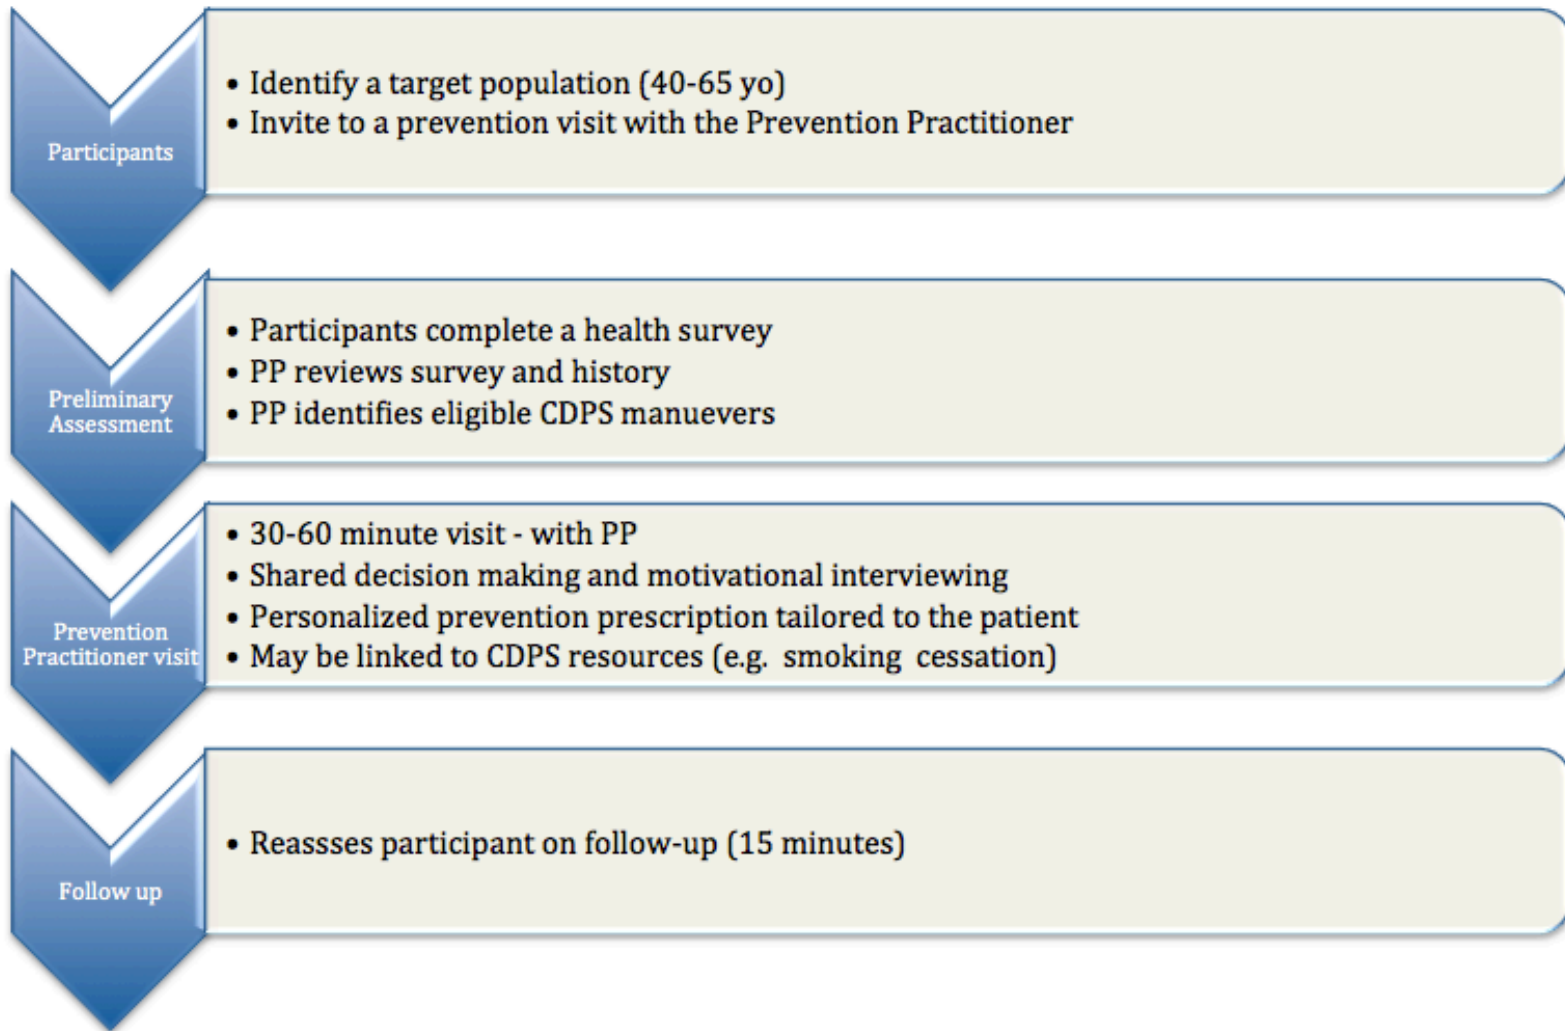 Participants
• Identify a target population (40-65 yo)
• Invite to a prevention visit with the Prevention Practitioner
Preliminary
Assessment
• Participants complete a health survey
• PP reviews survey and history
• PP identifies eligible CDPS manuevers
Prevention
Practitioner visit
• 30-60 minute visit - with PP
• Shared decision making and motivational interviewing
• Personalized prevention prescription tailored to the patient
• May be linked to CDPS resources (e.g. smoking cessation)
Follow up
• Reassses participant on follow-up (15 minutes)